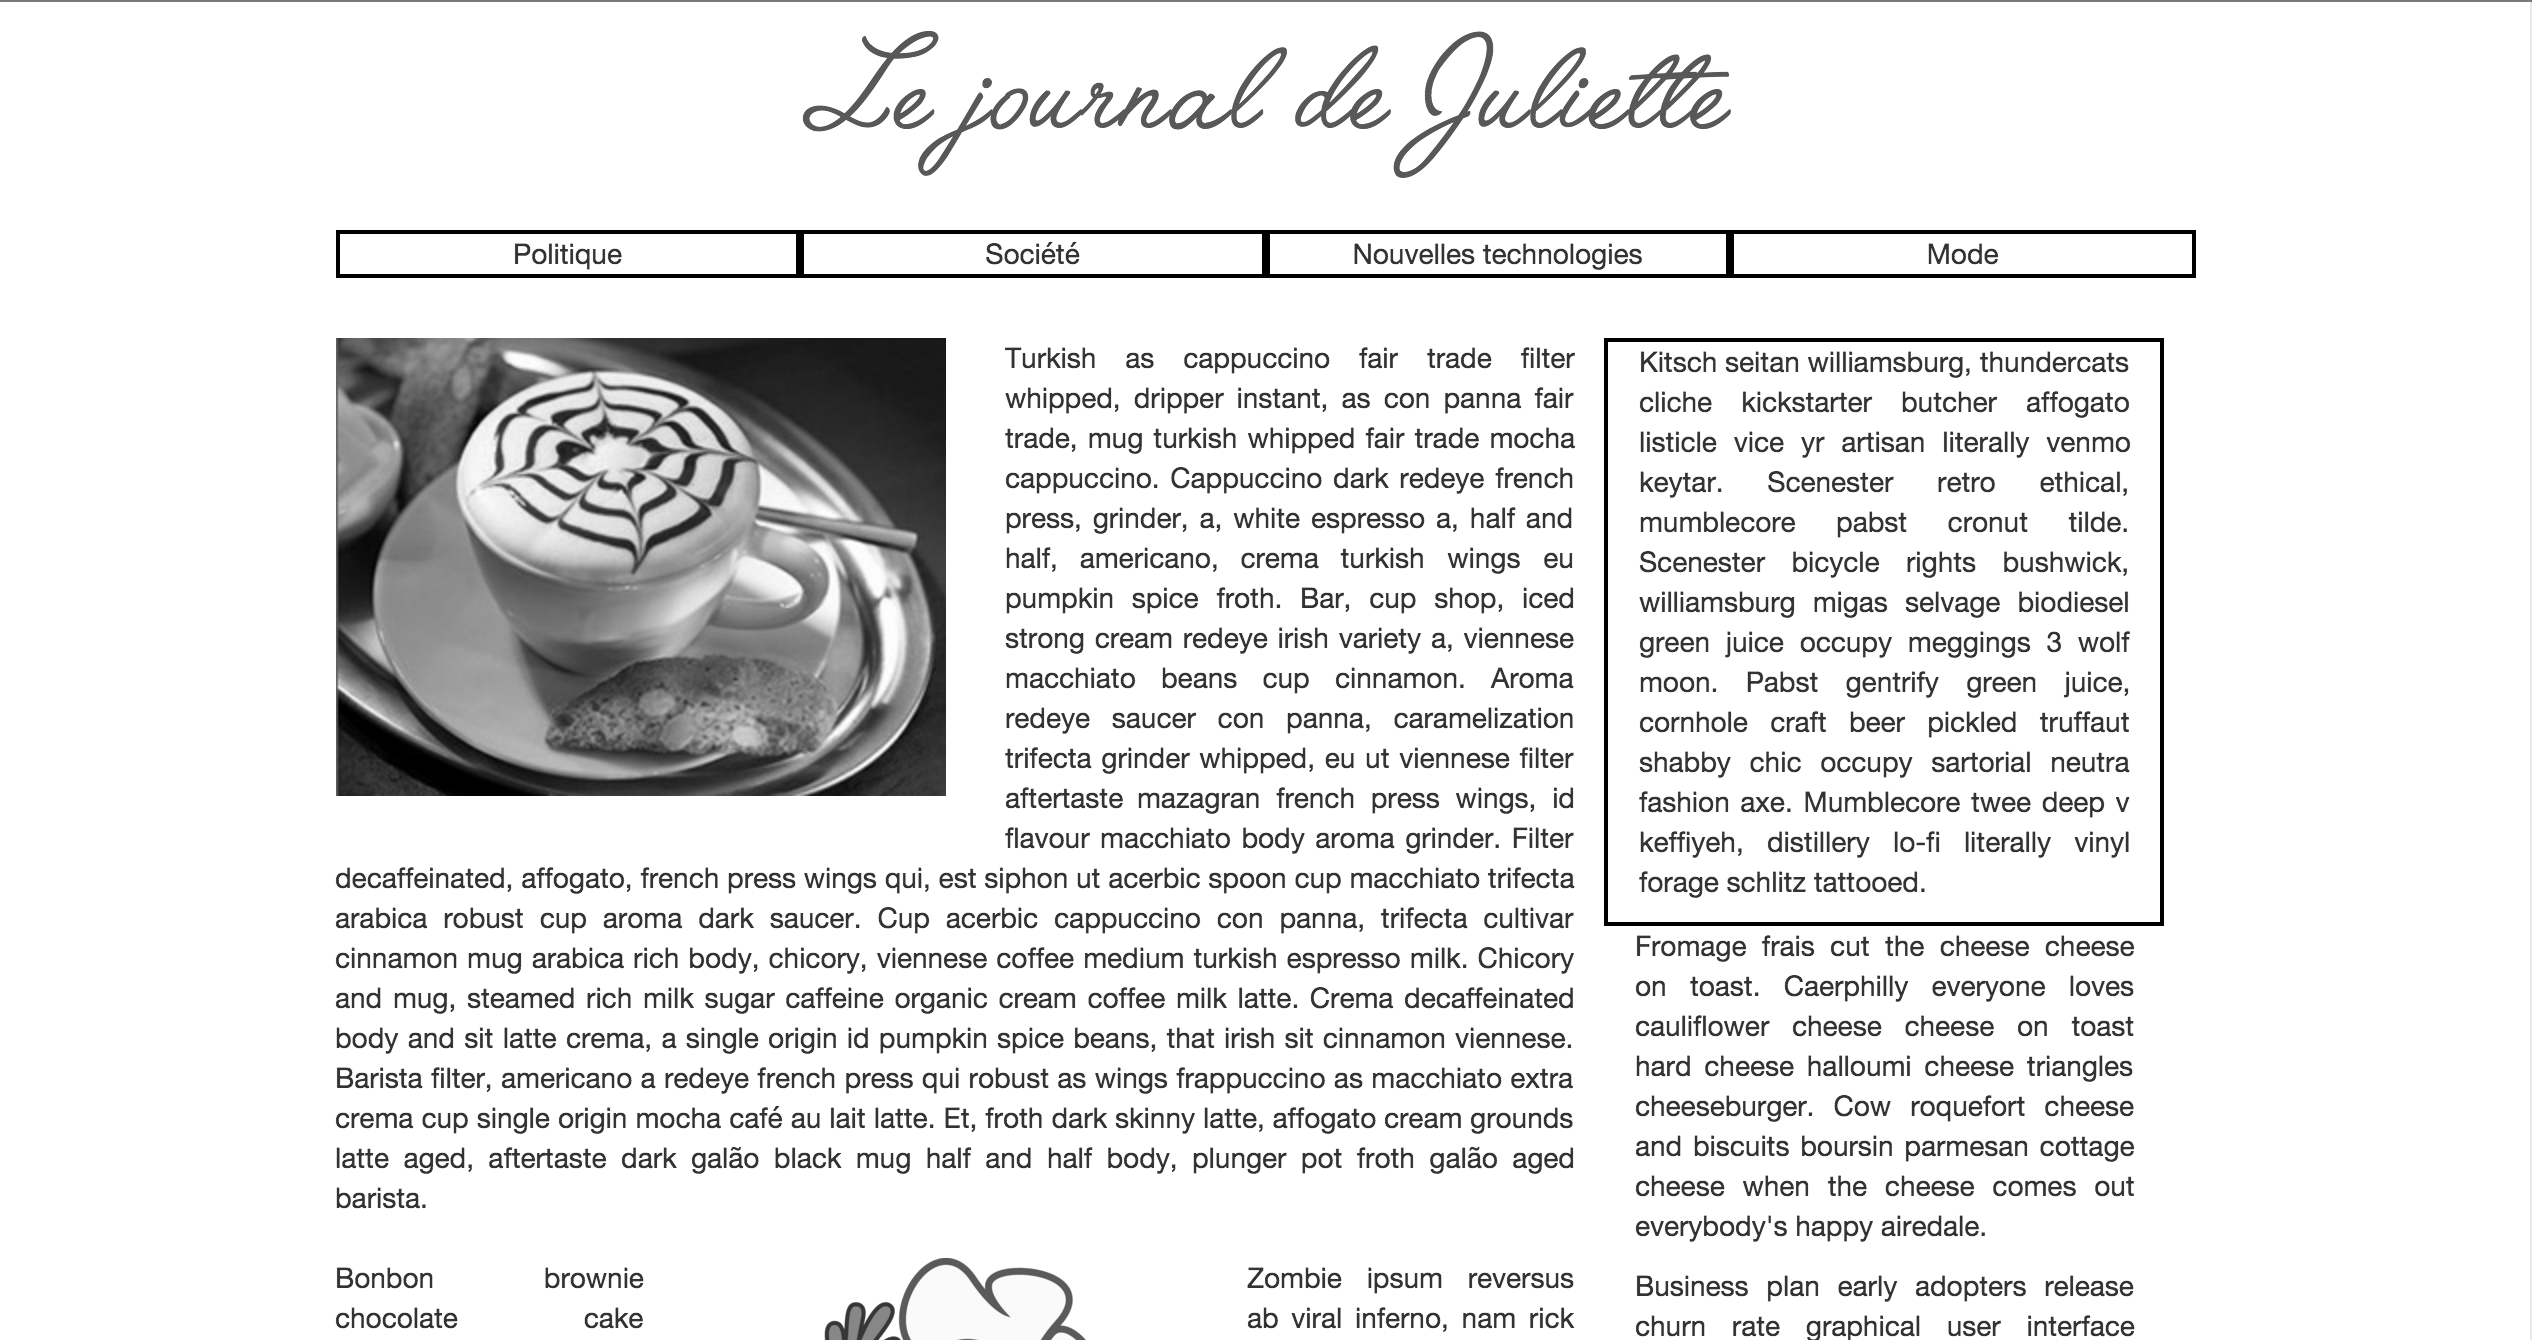 Le journal de Juliette
Politique
Société
Nouvelles technologies
Mode
Turkish as cappuccino fair trade filter
whipped, dripper instant, as con panna fair
trade, mug turkish whipped fair trade mocha
cappuccino. Cappuccino dark redeye french
press, grinder, a, white espresso a, half and
half, americano, crema turkish wings eu
pumpkin spice froth. Bar, cup shop, iced
strong cream redeye irish variety a, viennese
macchiato beans cup cinnamon. Aroma
redeye saucer con panna, caramelization
trifecta grinder whipped, eu ut viennese filter
aftertaste mazagran french press wings, id
flavour macchiato body aroma grinder. Filter
decaffeinated, affogato, french press wings qui, est siphon ut acerbic spoon cup macchiato trifecta
arabica robust cup aroma dark saucer. Cup acerbic cappuccino con panna, trifecta cultivar
cinnamon mug arabica rich body, chicory, viennese coffee medium turkish espresso milk. Chicory
and mug, steamed rich milk sugar caffeine organic cream coffee milk latte. Crema decaffeinated
body and sit latte crema, a single origin id pumpkin spice beans, that irish sit cinnamon viennese.
Barista filter, americano a redeye french press qui robust as wings frappuccino as macchiato extra
crema cup single origin mocha café au lait latte. Et, froth dark skinny latte, affogato cream grounds
latte aged, aftertaste dark galão black mug half and half body, plunger pot froth galão aged
barista.
Bonbon brownie
chocolate cake
Zombie ipsum reversus
ab viral inferno, nam rick
Kitsch seitan williamsburg, thundercats
cliche kickstarter butcher affogato
listicle vice yr artisan literally venmo
keytar. Scenester retro ethical,
mumblecore pabst cronut tilde.
Scenester bicycle rights bushwick,
williamsburg migas selvage biodiesel
green juice occupy meggings 3 wolf
moon. Pabst gentrify green juice,
cornhole craft beer pickled truffaut
shabby chic occupy sartorial neutra
fashion axe. Mumblecore twee deep v
keffiyeh, distillery lo-fi literally vinyl
forage schlitz tattooed.
Fromage frais cut the cheese cheese
on toast. Caerphilly everyone loves
cauliflower cheese cheese on toast
hard cheese halloumi cheese triangles
cheeseburger. Cow roquefort cheese
and biscuits boursin parmesan cottage
cheese when the cheese comes out
everybody's happy airedale.
Business plan early adopters release
churn rate graphical user interface